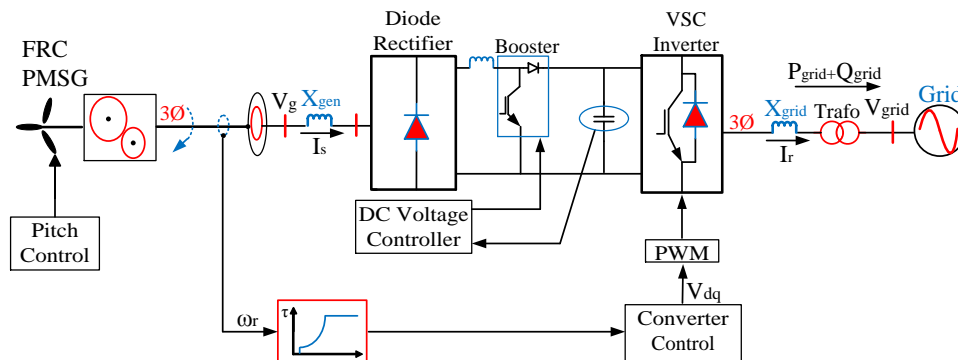 FRC
PMSG
3Ø
Pitch
Control
ωr
τ
Vg
Xgen
Is
Diode
Rectifier
Booster
DC Voltage
Controller
VSC
Inverter
3Ø
PWM
Vdq
Converter
Control
Pgrid+Qgrid
Xgrid
Trafo
Vgrid
Grid
Ir